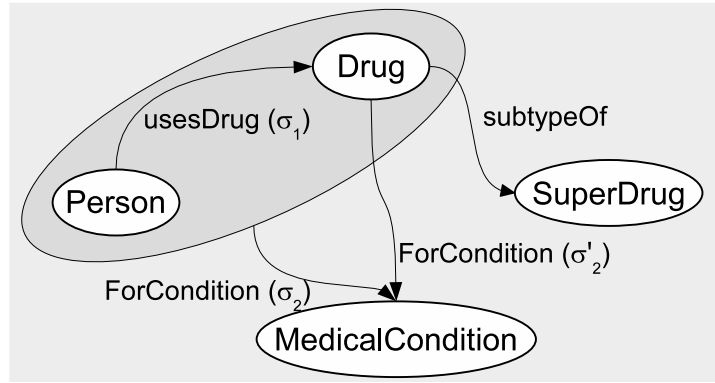 Drug
usesDrug (σ₁)
subtypeOf
Person
SuperDrug
ForCondition (σ'₂)
ForCondition (σ₂)
MedicalCondition